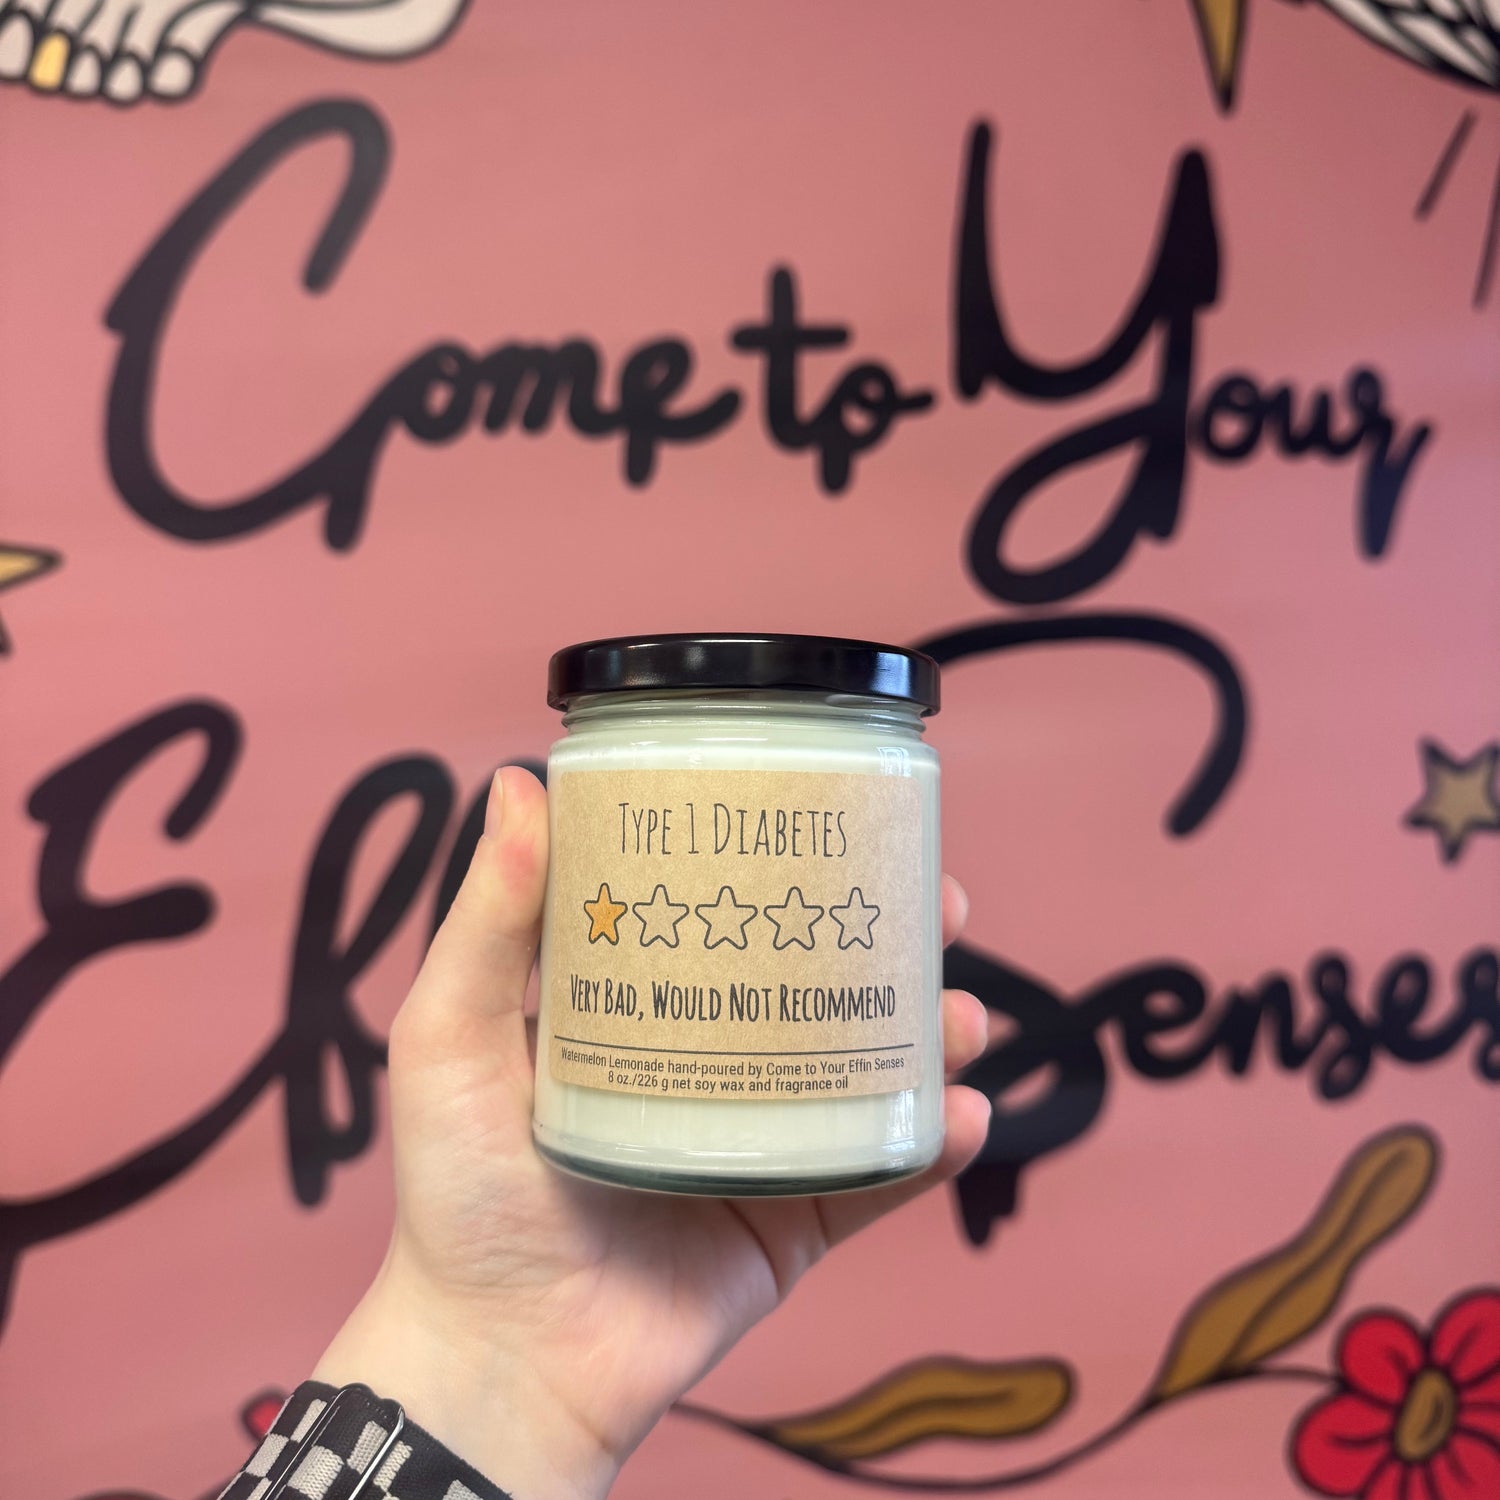 Come to Your
Eff Senses
Type 1 Diabetes
Very Bad, Would Not Recommend
Watermelon Lemonade hand-poured by Come to Your Effin Senses
8 oz./226 g net soy wax and fragrance oil